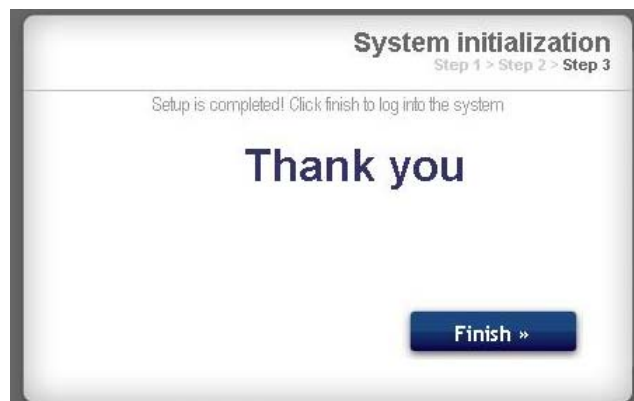 System initialization
Step 1 > Step 2 > Step 3
Setup is completed! Click finish to log into the system
Thank you
Finish »